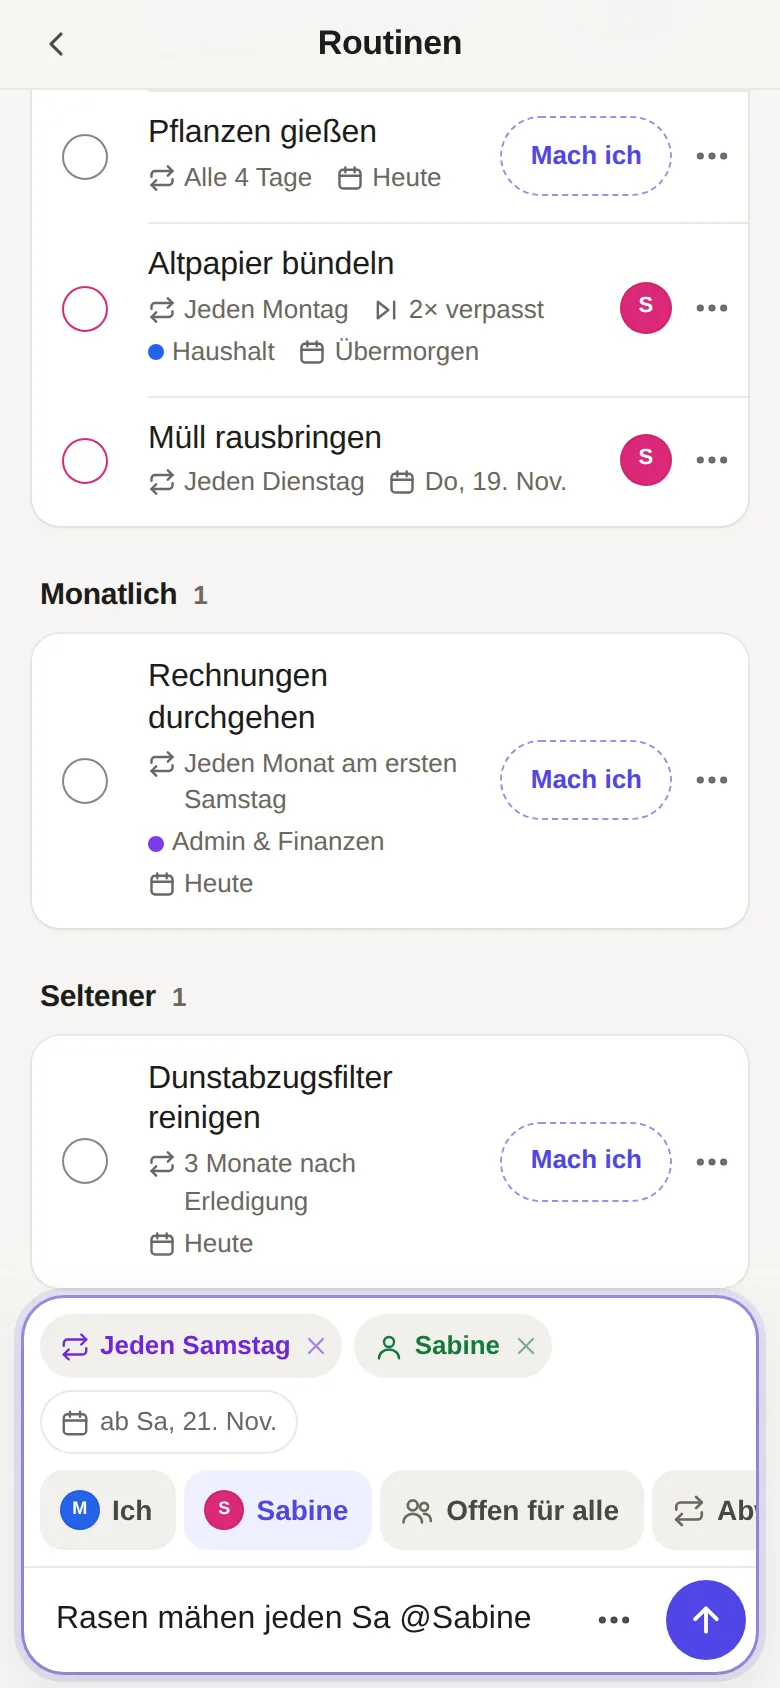 Routinen
Pflanzen gießen
Alle 4 Tage Heute
Mach ich
Altpapier bündeln
Jeden Montag 2× verpasst
Haushalt Übermorgen
S
Müll rausbringen
Jeden Dienstag Do, 19. Nov.
S
Monatlich 1
Rechnungen
durchgehen
Jeden Monat am ersten
Samstag
Admin & Finanzen
Heute
Mach ich
Seltener 1
Dunstabzugsfilter
reinigen
3 Monate nach
Erledigung
Heute
Mach ich
Jeden Samstag Sabine
ab Sa, 21. Nov.
M Ich S Sabine Offen für alle
Rasen mähen jeden Sa @Sabine